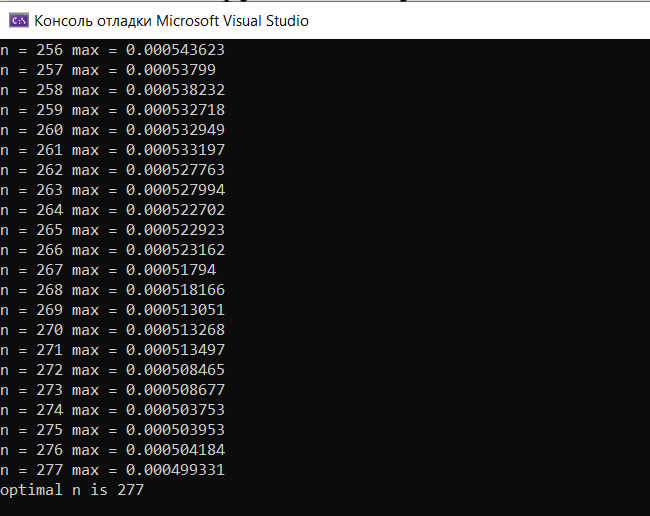 Консоль отладки Microsoft Visual Studio
n = 256 max = 0.000543623
n = 257 max = 0.00053799
n = 258 max = 0.000538232
n = 259 max = 0.000532718
n = 260 max = 0.000532949
n = 261 max = 0.000533197
n = 262 max = 0.000527763
n = 263 max = 0.000527994
n = 264 max = 0.000522702
n = 265 max = 0.000522923
n = 266 max = 0.000523162
n = 267 max = 0.00051794
n = 268 max = 0.000518166
n = 269 max = 0.000513051
n = 270 max = 0.000513268
n = 271 max = 0.000513497
n = 272 max = 0.000508465
n = 273 max = 0.000508677
n = 274 max = 0.000503753
n = 275 max = 0.000503953
n = 276 max = 0.000504184
n = 277 max = 0.000499331
optimal n is 277